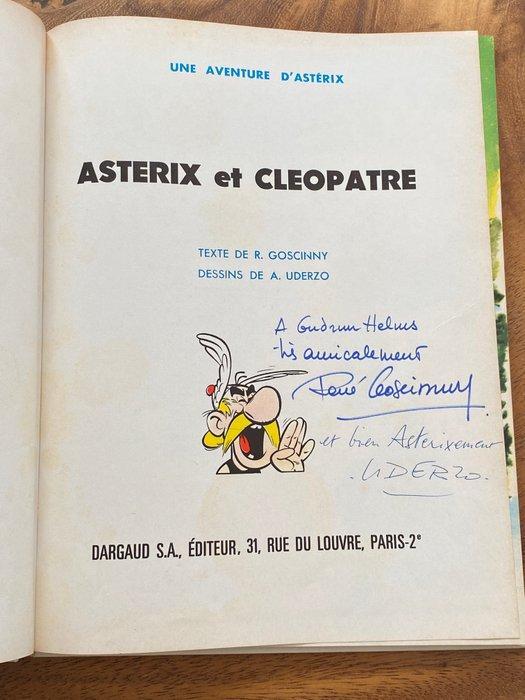 UNE AVENTURE D'ASTÉRIX
ASTERIX et CLEOPATRE
TEXTE DE R. GOSCINNY
DESSINS DE A. UDERZO
A Gudrun Helms
très amicalement
René Goscinny
et bien Asterixement
UDERZO.
DARGAUD S.A., ÉDITEUR, 31, RUE DU LOUVRE, PARIS-2e